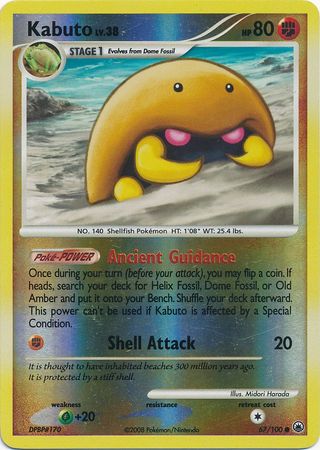 Kabuto LV.38 HP 80
STAGE 1 Evolves from Dome Fossil
NO. 140 Shellfish Pokémon HT: 1'08" WT: 25.4 lbs.
Poké-POWER Ancient Guidance
Once during your turn (before your attack), you may flip a coin. If
heads, search your deck for Helix Fossil, Dome Fossil, or Old
Amber and put it onto your Bench. Shuffle your deck afterward.
This power can't be used if Kabuto is affected by a Special
Condition.
Shell Attack 20
It is thought to have inhabited beaches 300 million years ago.
It is protected by a stiff shell.
Illus. Midori Harada
weakness resistance retreat cost
+20
DPBP#170 ©2008 Pokémon/Nintendo 67/100